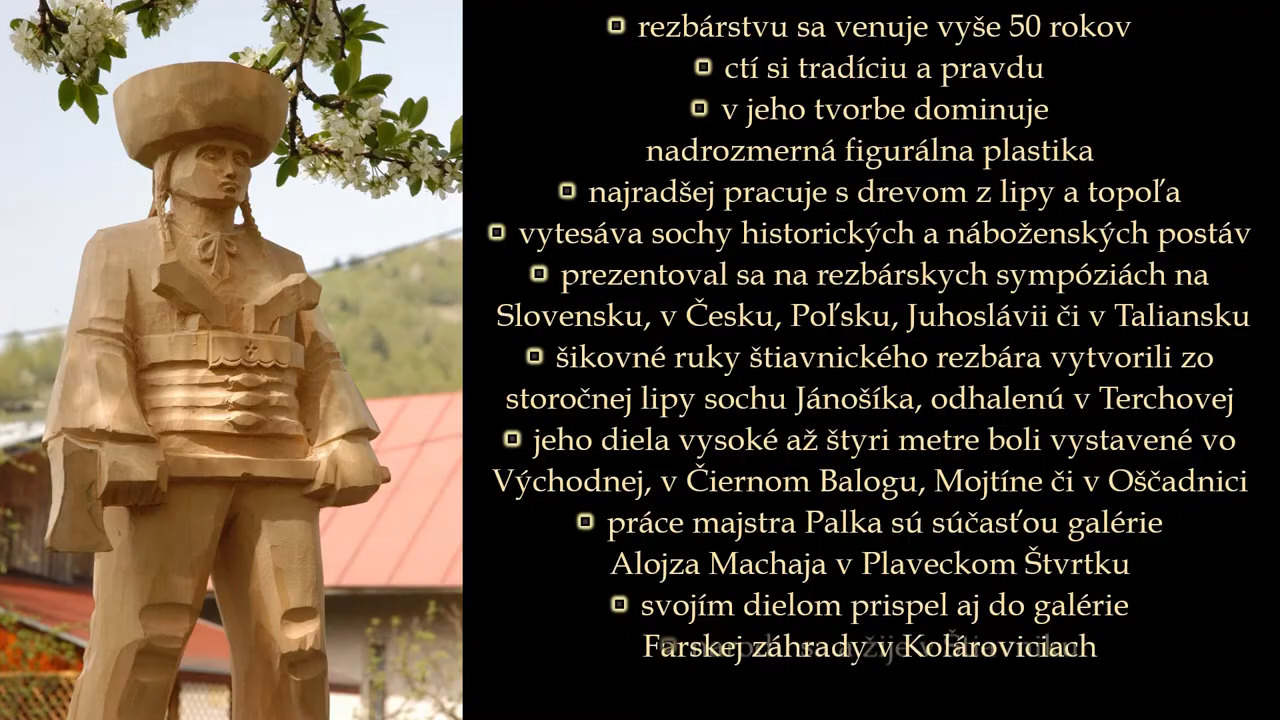 rezbárstvu sa venuje vyše 50 rokov
ctí si tradíciu a pravdu
v jeho tvorbe dominuje
nadrozmerná figurálna plastika
najradšej pracuje s drevom z lipy a topoľa
vytesáva sochy historických a náboženských postáv
prezentoval sa na rezbárskych sympóziách na
Slovensku, v Česku, Poľsku, Juhoslávii či v Taliansku
šikovné ruky štiavnického rezbára vytvorili zo
storočnej lipy sochu Jánošíka, odhalenú v Terchovej
jeho diela vysoké až štyri metre boli vystavené vo
Východnej, v Čiernom Balogu, Mojtíne či v Oščadnici
práce majstra Palka sú súčasťou galérie
Alojza Machaja v Plaveckom Štvrtku
svojím dielom prispel aj do galérie
Farskej záhrady v Kolároviciach